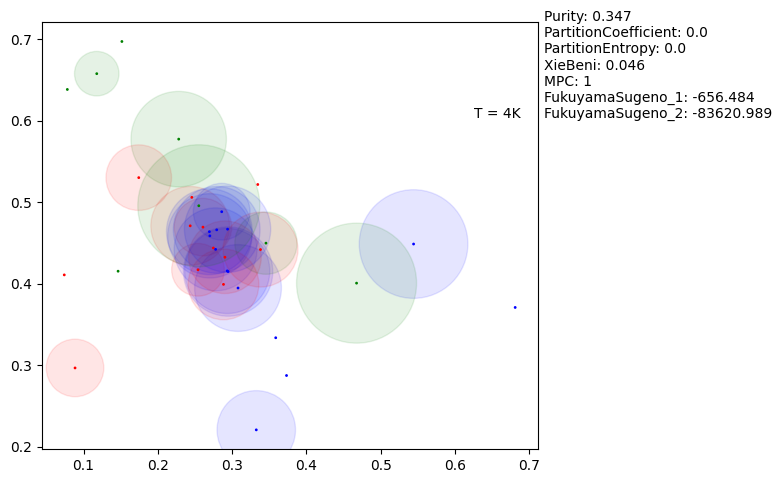 Purity: 0.347
PartitionCoefficient: 0.0
PartitionEntropy: 0.0
XieBeni: 0.046
MPC: 1
FukuyamaSugeno_1: -656.484
FukuyamaSugeno_2: -83620.989
T = 4K
0.7
0.6
0.5
0.4
0.3
0.2
0.1 0.2 0.3 0.4 0.5 0.6 0.7